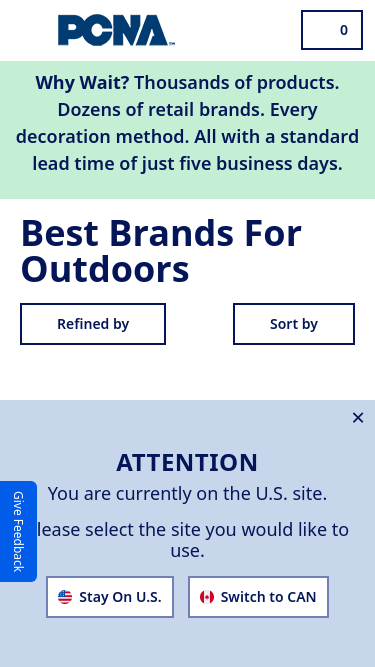 PCNA
0
Why Wait? Thousands of products.
Dozens of retail brands. Every
decoration method. All with a standard
lead time of just five business days.
Best Brands For
Outdoors
Refined by
Sort by
×
ATTENTION
You are currently on the U.S. site.
lease select the site you would like to
use.
Give Feedback
Stay On U.S.
Switch to CAN